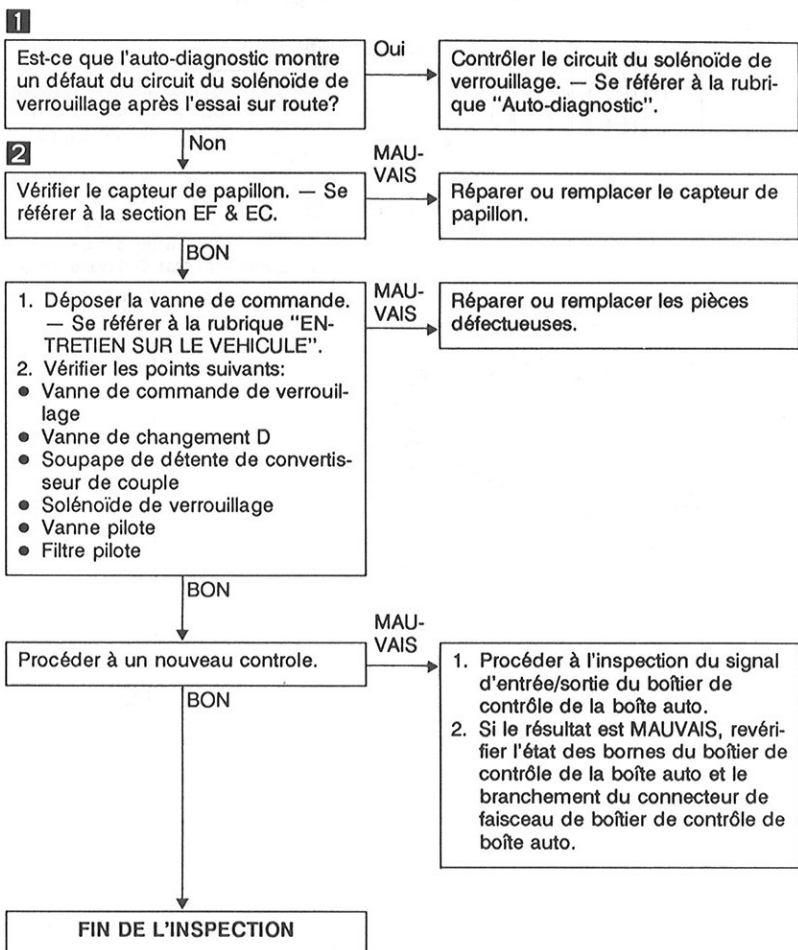 1
Est-ce que l'auto-diagnostic montre
un défaut du circuit du solénoïde de
verrouillage après l'essai sur route?
Oui
Contrôler le circuit du solénoïde de
verrouillage. — Se référer à la rubri-
que "Auto-diagnostic".
Non
2
Vérifier le capteur de papillon. — Se
référer à la section EF & EC.
MAU-
VAIS
Réparer ou remplacer le capteur de
papillon.
BON
1. Déposer la vanne de commande.
— Se référer à la rubrique "EN-
TRETIEN SUR LE VEHICULE".
2. Vérifier les points suivants:
● Vanne de commande de verrouil-
lage
● Vanne de changement D
● Soupape de détente de convertis-
seur de couple
● Solénoïde de verrouillage
● Vanne pilote
● Filtre pilote
MAU-
VAIS
Réparer ou remplacer les pièces
défectueuses.
BON
Procéder à un nouveau controle.
MAU-
VAIS
1. Procéder à l'inspection du signal
d'entrée/sortie du boîtier de
contrôle de la boîte auto.
2. Si le résultat est MAUVAIS, revéri-
fier l'état des bornes du boîtier de
contrôle de la boîte auto et le
branchement du connecteur de
faisceau de boîtier de contrôle de
boîte auto.
BON
FIN DE L'INSPECTION